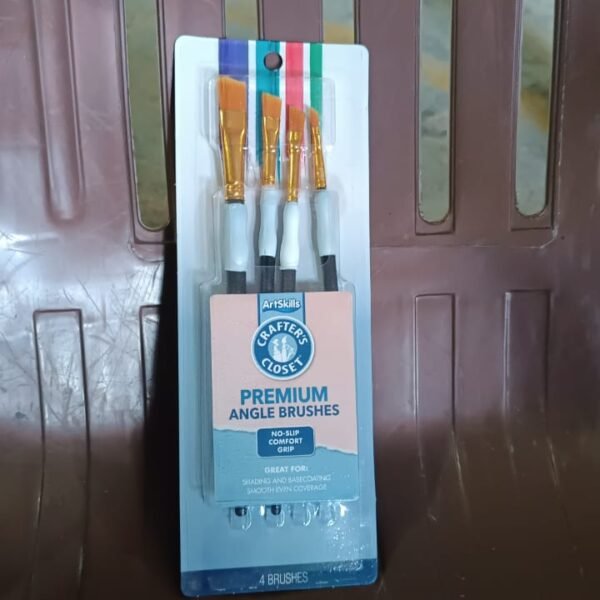 ArtSkills
CRAFTER'S
CLOSET
PREMIUM
ANGLE BRUSHES
NO-SLIP
COMFORT
GRIP
GREAT FOR:
SHADING AND BASECOATING
SMOOTH EVEN COVERAGE
4 BRUSHES